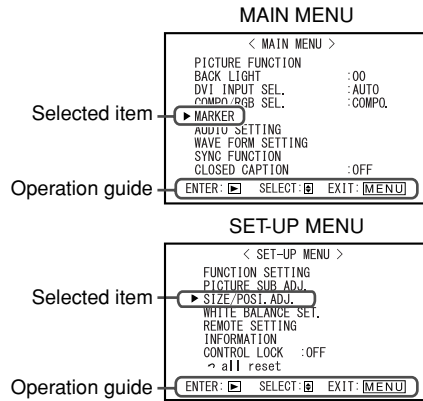 MAIN MENU
< MAIN MENU >
PICTURE FUNCTION
BACK LIGHT :00
DVI INPUT SEL. :AUTO
COMPO/RGB SEL. :COMPO.
Selected item
▶ MARKER
AUDIO SETTING
WAVE FORM SETTING
SYNC FUNCTION
CLOSED CAPTION :OFF
Operation guide
ENTER: ▶ SELECT: EXIT: MENU
SET-UP MENU
< SET-UP MENU >
FUNCTION SETTING
PICTURE SUB ADJ.
Selected item
▶ SIZE/POSI.ADJ.
WHITE BALANCE SET.
REMOTE SETTING
INFORMATION
CONTROL LOCK :OFF
all reset
Operation guide
ENTER: ▶ SELECT: EXIT: MENU